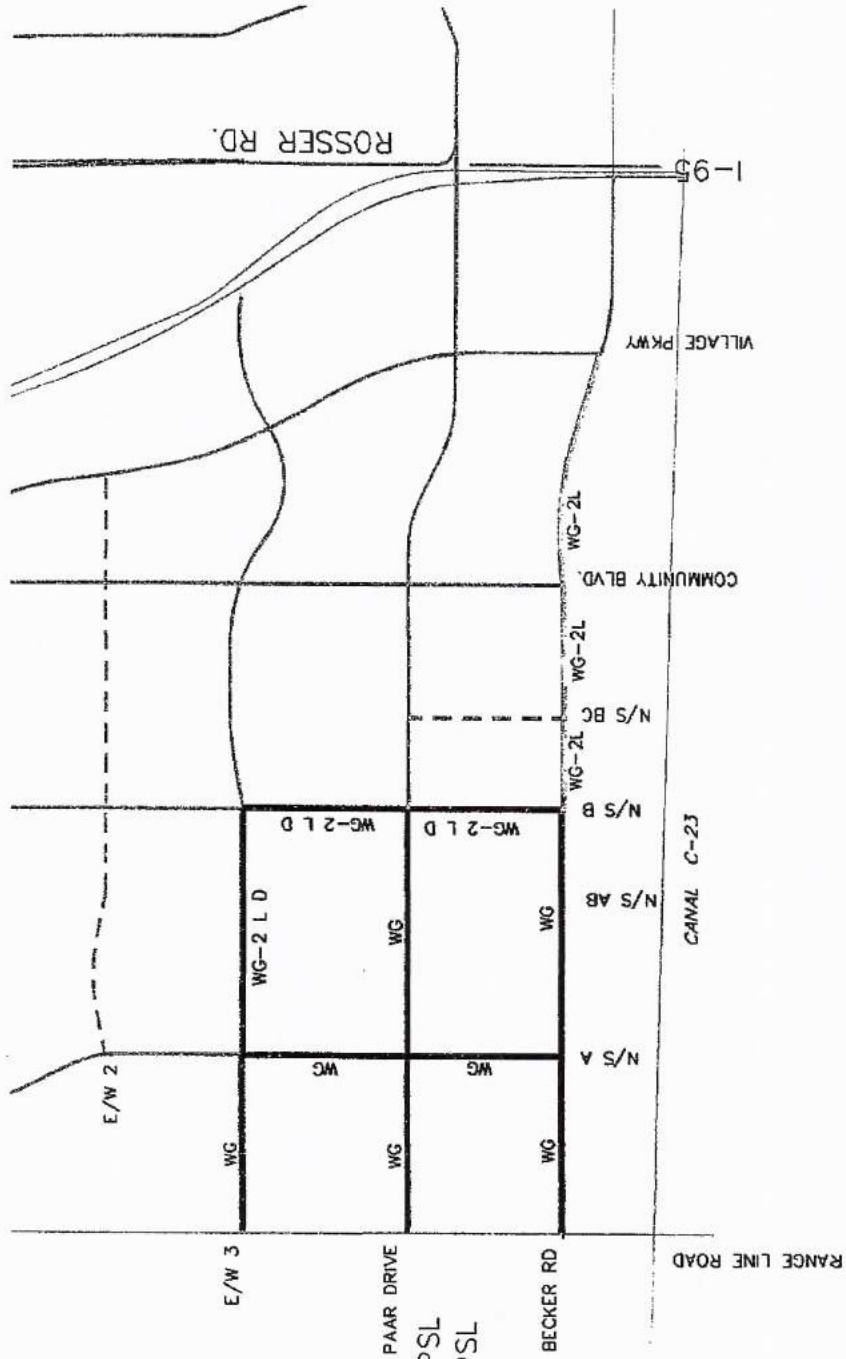 ROSSER RD.
I-95
VILLAGE PKWY
WG-2L
COMMUNITY BLVD.
WG-2L
N/S BC
WG-2L
N/S B
WG-2 L D
WG-2 L D
WG-2 L D
WG
WG
N/S AB
CANAL C-23
E/W 2
WG
WG
N/S A
WG
WG
WG
E/W 3
PAAR DRIVE
PSL
BECKER RD
RANGE LINE ROAD